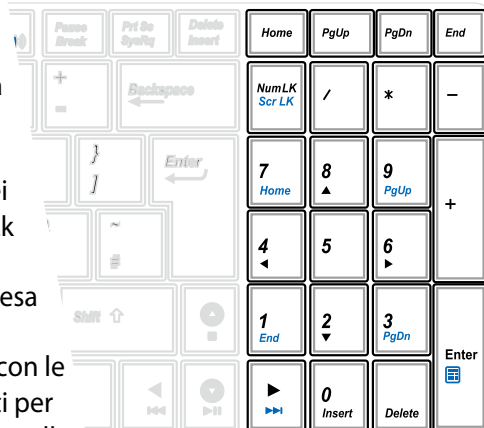 Pause Prt Sc Delete Home PgUp PgDn End
Break SysRq Insert
+ Backspace NumLK / * −
= Scr LK
} Enter 7 8 9 +
] Home ▲ PgUp
~ 4 5 6
# ◀ ▶
esa Shift ⇧ 1 2 3 Enter
End ▼ PgDn
con le 0 Delete
ti per Insert